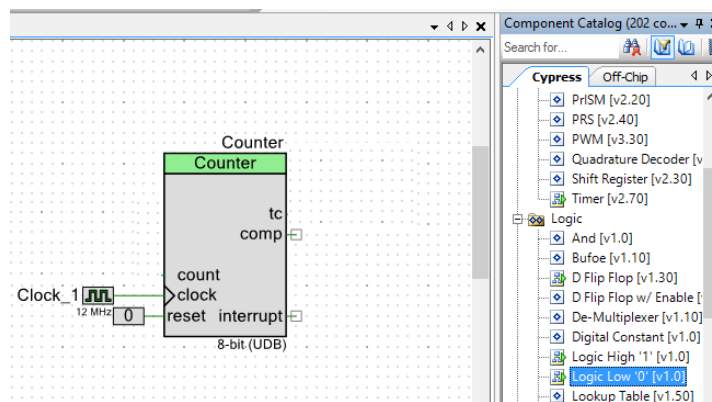 Component Catalog (202 co...
Search for...
Cypress
Off-Chip
PrISM [v2.20]
PRS [v2.40]
PWM [v3.30]
Quadrature Decoder [v
Shift Register [v2.30]
Timer [v2.70]
Logic
And [v1.0]
Bufoe [v1.10]
D Flip Flop [v1.30]
D Flip Flop w/ Enable [
De-Multiplexer [v1.10]
Digital Constant [v1.0]
Logic High '1' [v1.0]
Logic Low '0' [v1.0]
Lookup Table [v1.50]
Counter
Counter
tc
comp
count
Clock_1
clock
12 MHz
0
reset interrupt
8-bit (UDB)